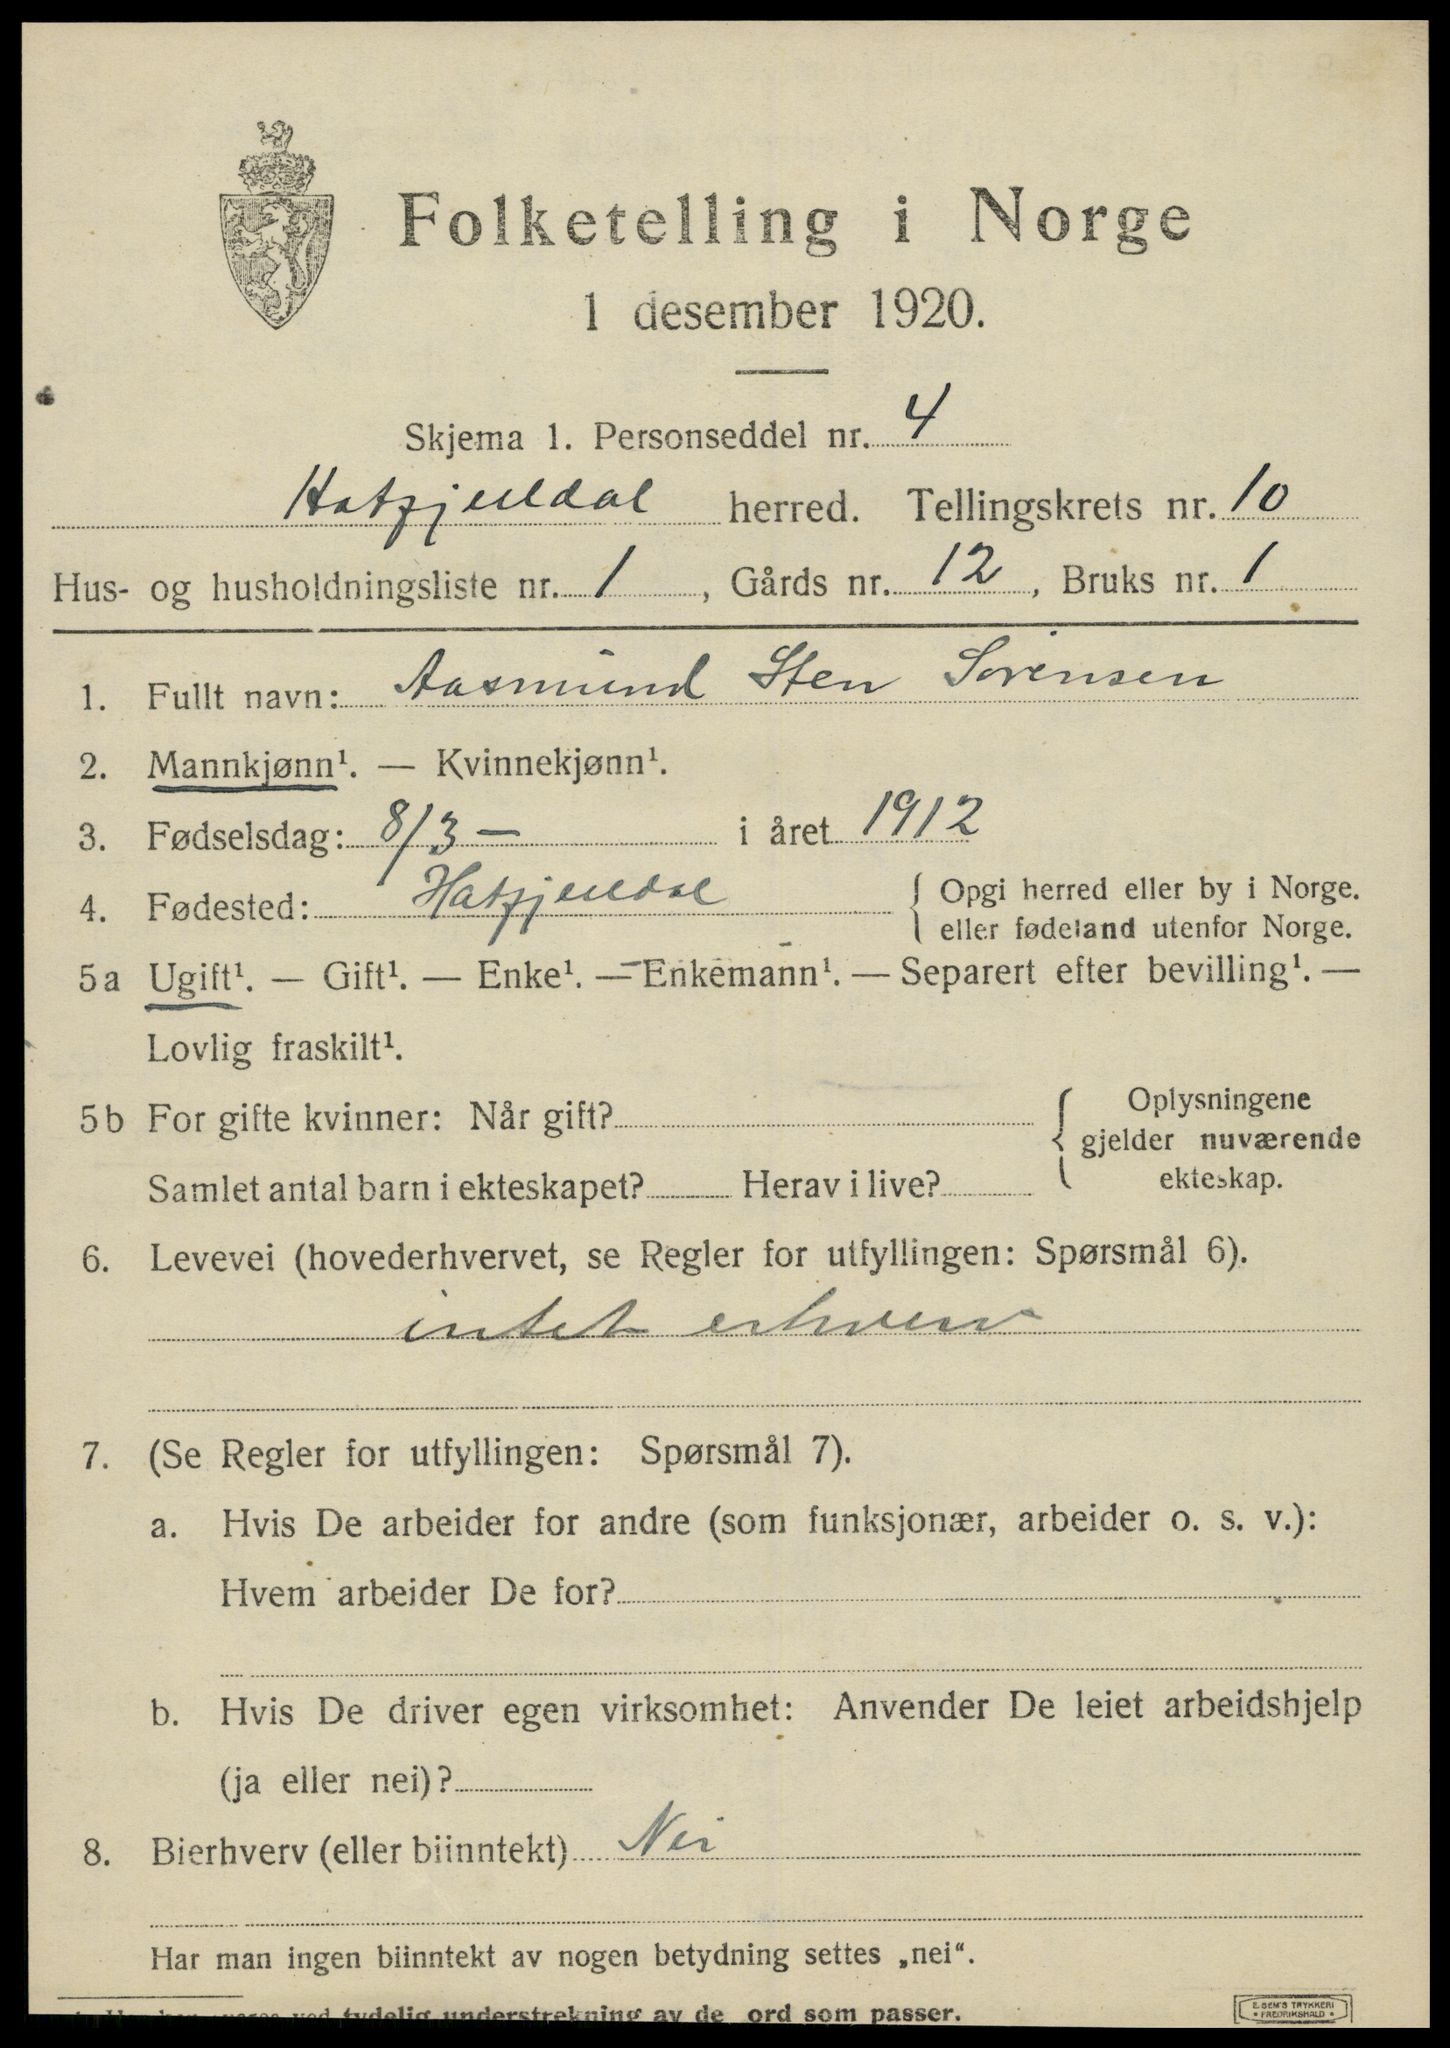 Folketelling i Norge
1 desember 1920.
Skjema 1. Personseddel nr. 4
Hatfjelldal herred. Tellingskrets nr. 10
Hus- og husholdningsliste nr. 1, Gårds nr. 12, Bruks nr. 1
1. Fullt navn: Aasmund Sten Sörensen
2. Mannkjønn¹. — Kvinnekjønn¹.
3. Fødselsdag: 8/3 — i året 1912
4. Fødested: Hatfjelldal { Opgi herred eller by i Norge.
eller fødeland utenfor Norge.
5a Ugift¹. — Gift¹. — Enke¹. — Enkemann¹. — Separert efter bevilling¹. —
Lovlig fraskilt¹.
5b For gifte kvinner: Når gift? { Oplysningene
gjelder nuværende
Samlet antal barn i ekteskapet? Herav i live? ekteskap.
6. Levevei (hovederhvervet, se Regler for utfyllingen: Spørsmål 6).
intet erhverv
7. (Se Regler for utfyllingen: Spørsmål 7).
a. Hvis De arbeider for andre (som funksjonær, arbeider o. s. v.):
Hvem arbeider De for?
b. Hvis De driver egen virksomhet: Anvender De leiet arbeidshjelp
(ja eller nei)?
8. Bierhverv (eller biinntekt) Nei
Har man ingen biinntekt av nogen betydning settes „nei“.
ved tydelig understrekning av de ord som passer.
E. SEM'S TRYKKERI
FREDRIKSHALD